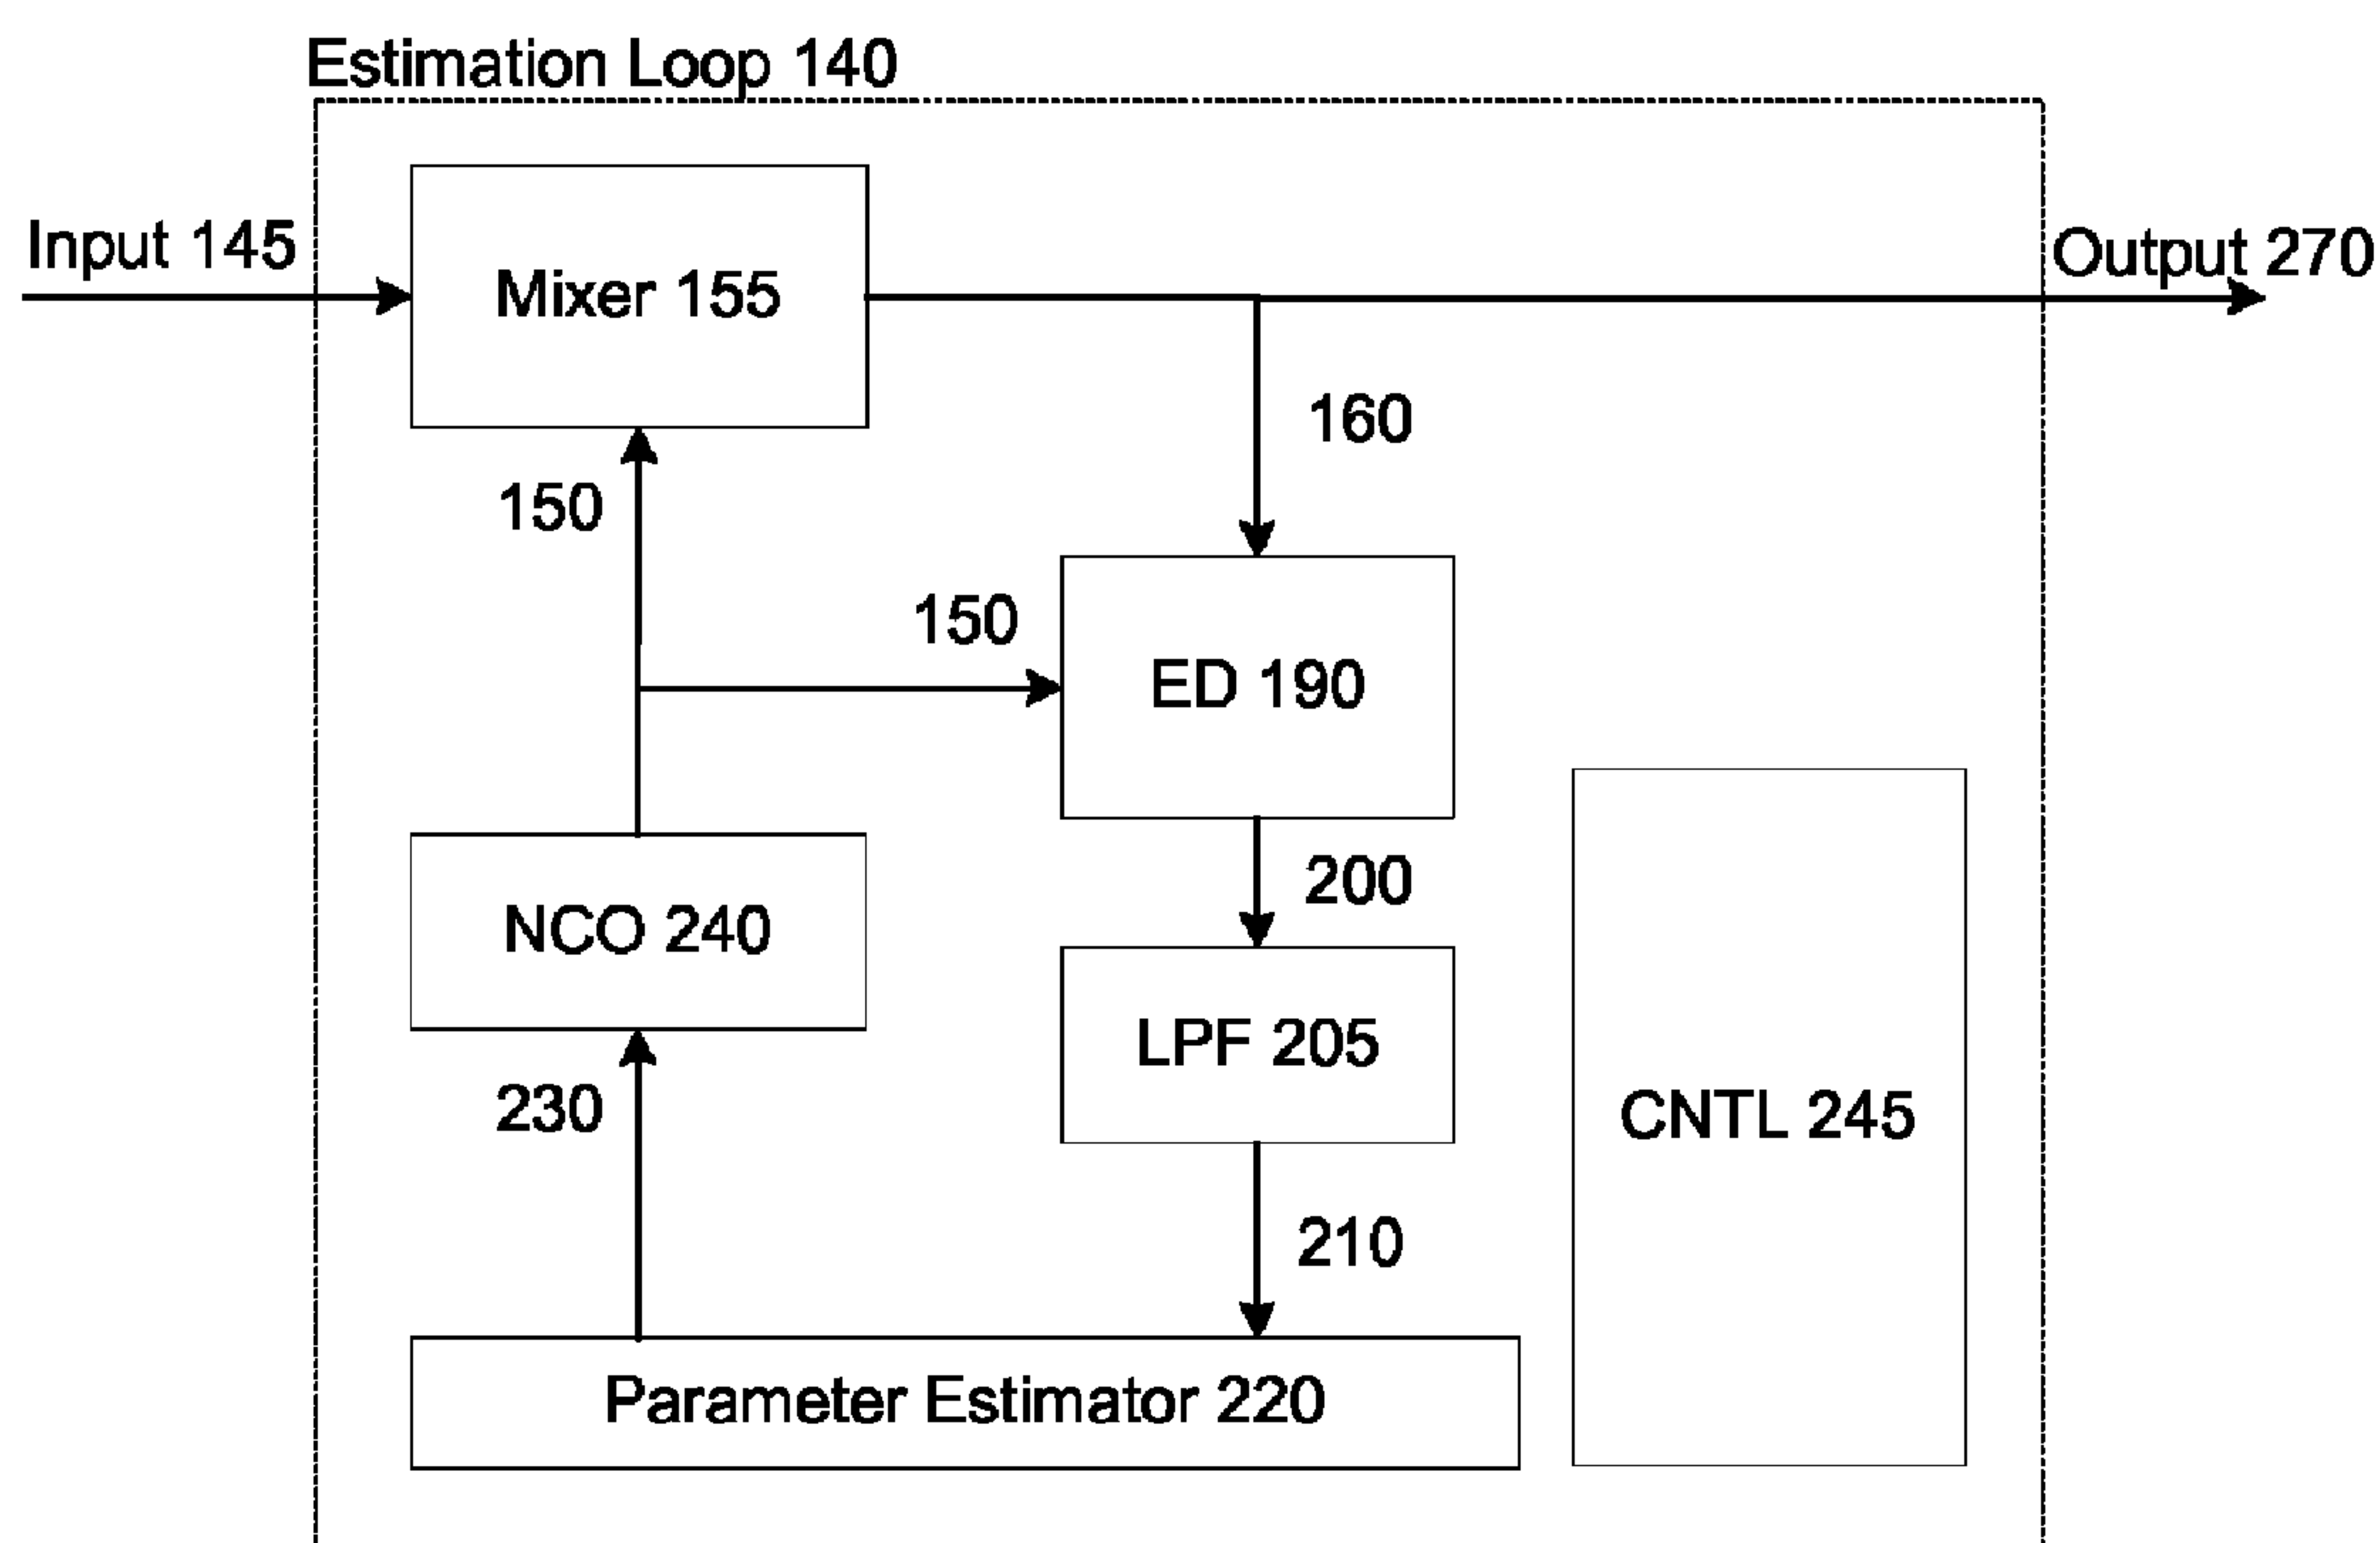 Estimation Loop 140
Input 145
Mixer 155
Output 270
160
150
150
ED 190
200
NCO 240
LPF 205
230
CNTL 245
210
Parameter Estimator 220